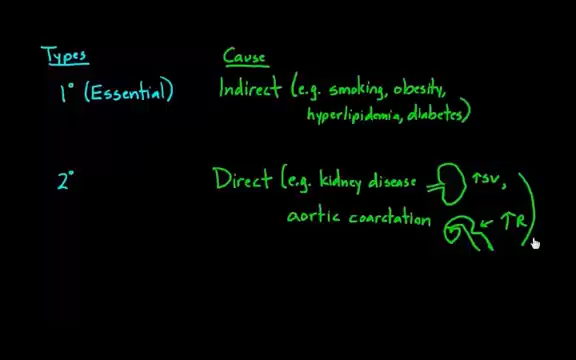 Types Cause
1° (Essential) Indirect (e.g. smoking, obesity,
hyperlipidemia, diabetes)
2° Direct (e.g. kidney disease ↑SV,
aortic coarctation ← ↑R )